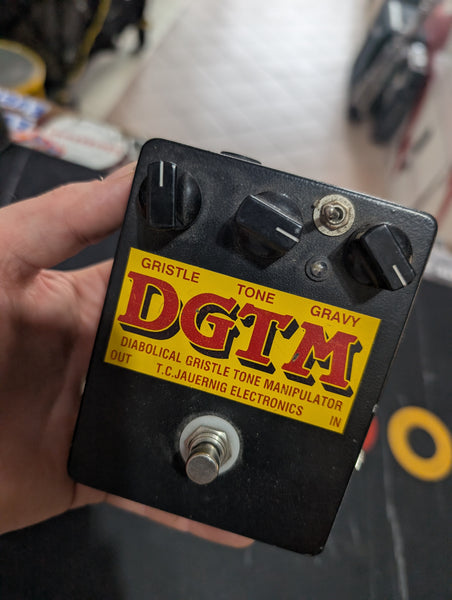 GRISTLE TONE GRAVY
DGTM
DIABOLICAL GRISTLE TONE MANIPULATOR
OUT T.C.JAUERNIG ELECTRONICS IN